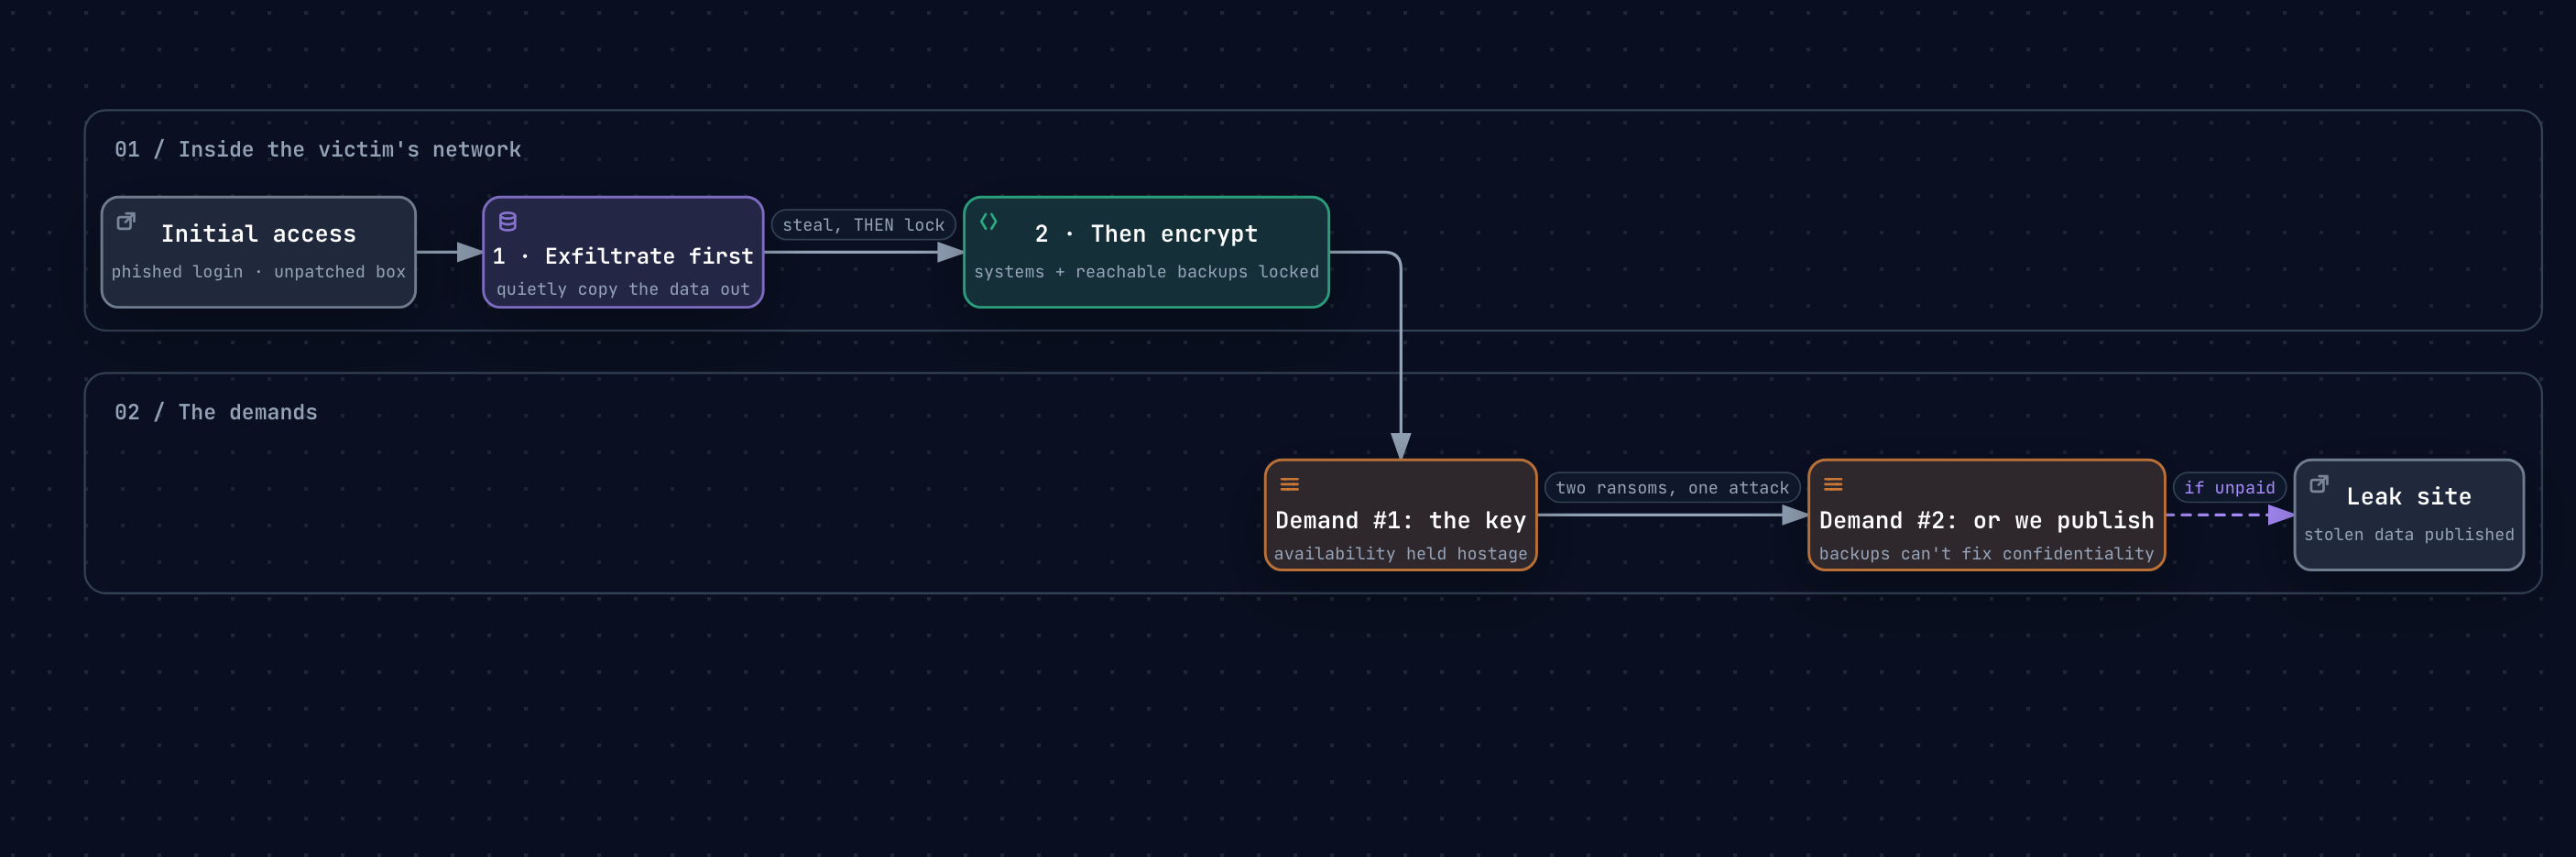 01 / Inside the victim's network
Initial access
phished login · unpatched box
1 · Exfiltrate first
quietly copy the data out
steal, THEN lock
2 · Then encrypt
systems + reachable backups locked
02 / The demands
Demand #1: the key
availability held hostage
two ransoms, one attack
Demand #2: or we publish
backups can't fix confidentiality
if unpaid
Leak site
stolen data published